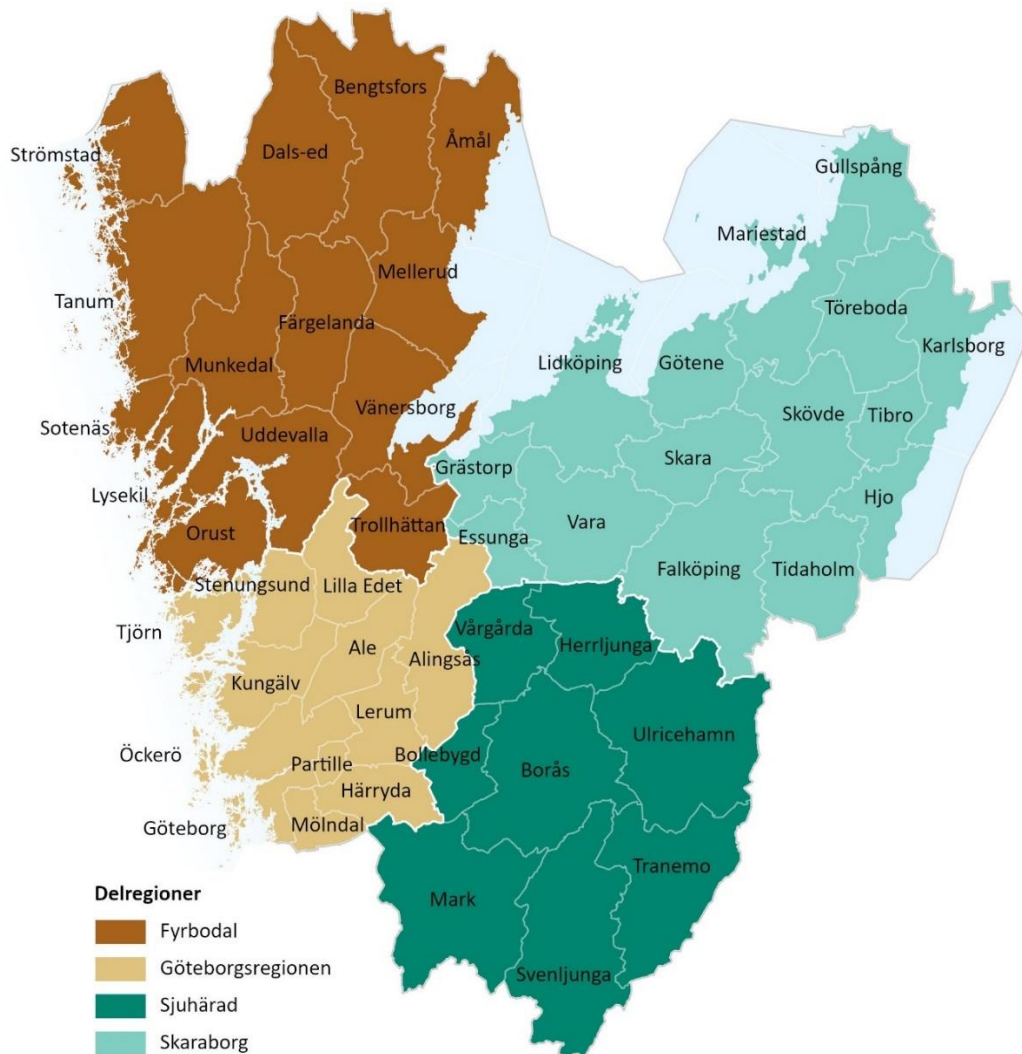 Bengtsfors
Åmål
Dals-ed
Strömstad
Gullspång
Mariestad
Mellerud
Tanum
Töreboda
Färgelanda
Karlsborg
Lidköping
Götene
Munkedal
Vänersborg
Skövde
Tibro
Sotenäs
Uddevalla
Skara
Grästorp
Lysekil
Hjo
Vara
Trollhättan
Orust
Essunga
Falköping
Tidaholm
Stenungsund
Lilla Edet
Tjörn
Vårgårda
Herrljunga
Ale
Alingsås
Kungälv
Lerum
Ulricehamn
Öckerö
Bollebygd
Partille
Borås
Härryda
Göteborg
Mölndal
Tranemo
Mark
Svenljunga
Delregioner
Fyrbodal
Göteborgsregionen
Sjuhärad
Skaraborg